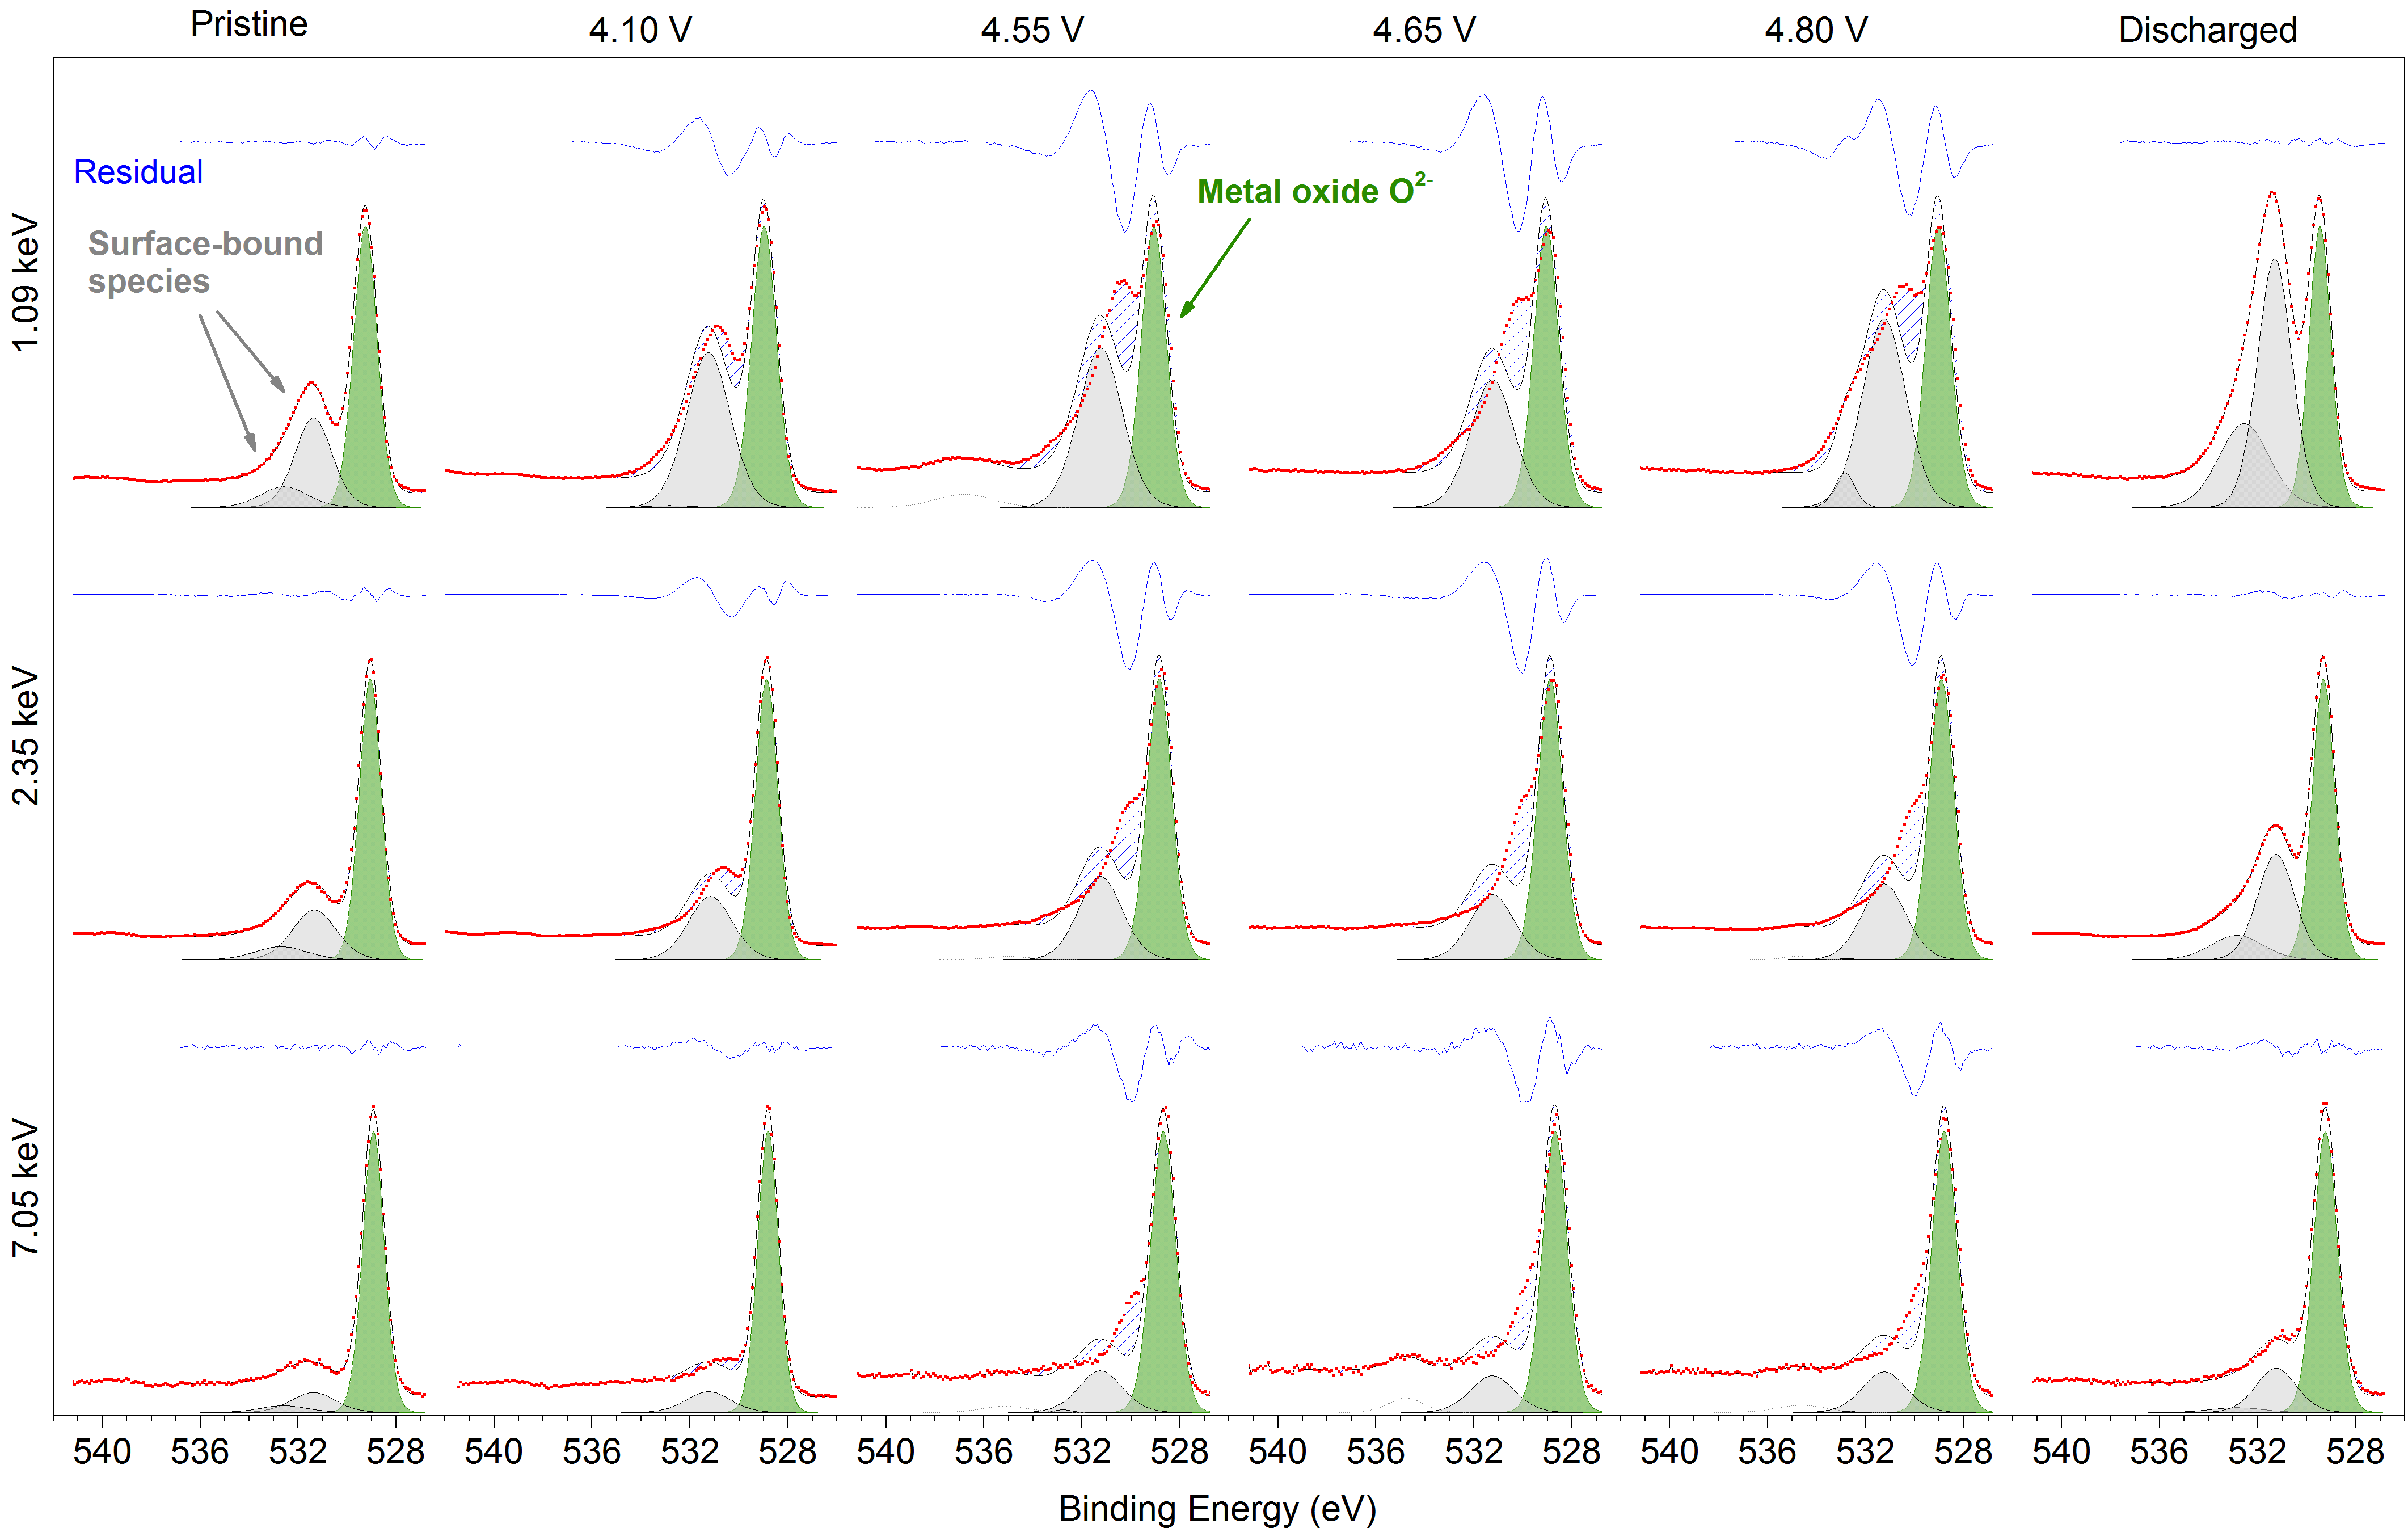 Pristine 4.10 V 4.55 V 4.65 V 4.80 V Discharged
Residual
Metal oxide O²⁻
Surface-bound
species
1.09 keV
2.35 keV
7.05 keV
540 536 532 528 540 536 532 528 540 536 532 528 540 536 532 528 540 536 532 528 540 536 532 528
Binding Energy (eV)